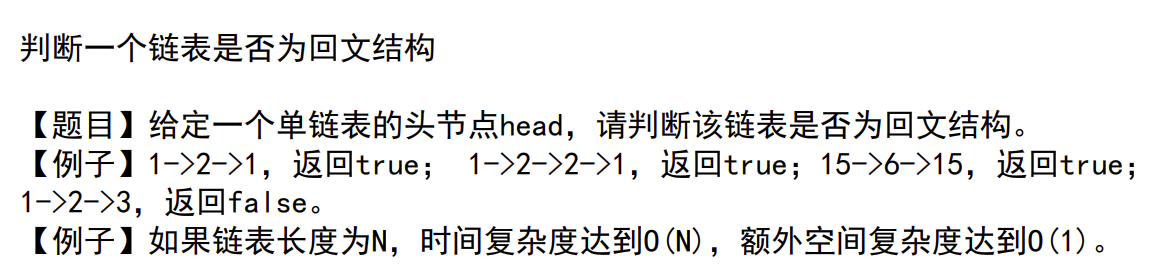 判断一个链表是否为回文结构
【题目】给定一个单链表的头节点head，请判断该链表是否为回文结构。
【例子】1->2->1，返回true； 1->2->2->1，返回true；15->6->15，返回true；
1->2->3，返回false。
【例子】如果链表长度为N，时间复杂度达到O(N)，额外空间复杂度达到O(1)。